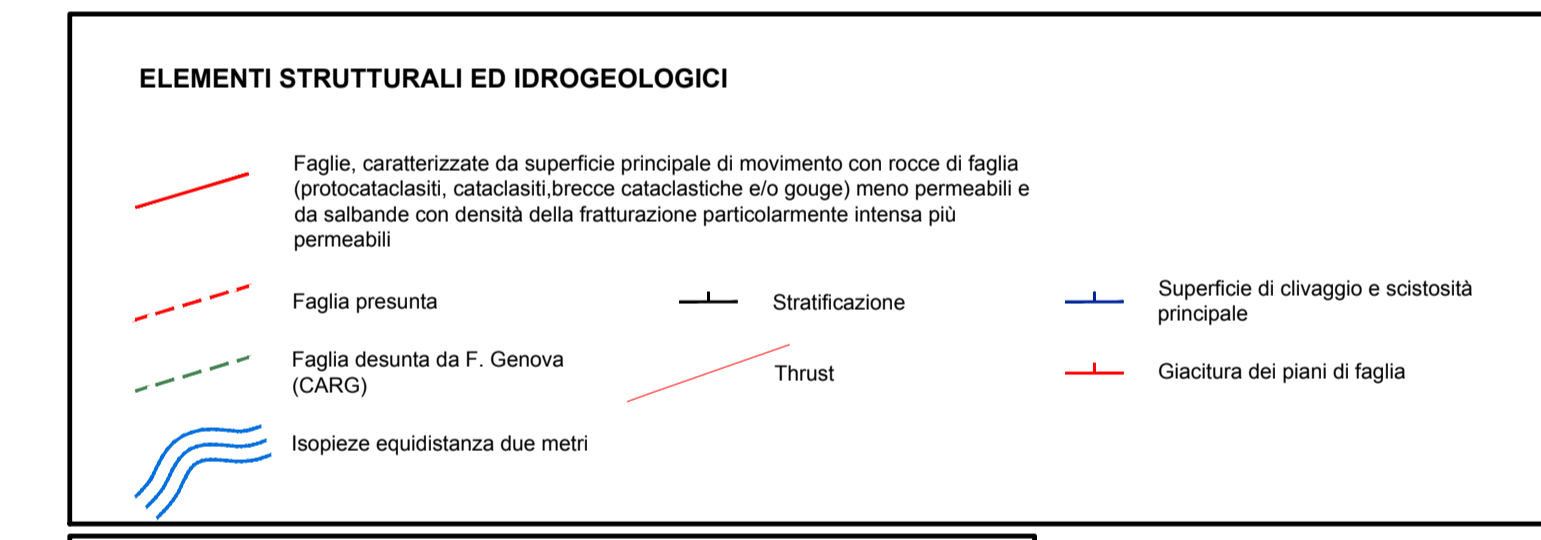 ELEMENTI STRUTTURALI ED IDROGEOLOGICI
Faglie, caratterizzate da superficie principale di movimento con rocce di faglia
(protocataclasiti, cataclasiti,brecce cataclastiche e/o gouge) meno permeabili e
da salbande con densità della fratturazione particolarmente intensa più
permeabili
Faglia presunta
Stratificazione
Superficie di clivaggio e scistosità
principale
Faglia desunta da F. Genova
(CARG)
Thrust
Giacitura dei piani di faglia
Isopieze equidistanza due metri